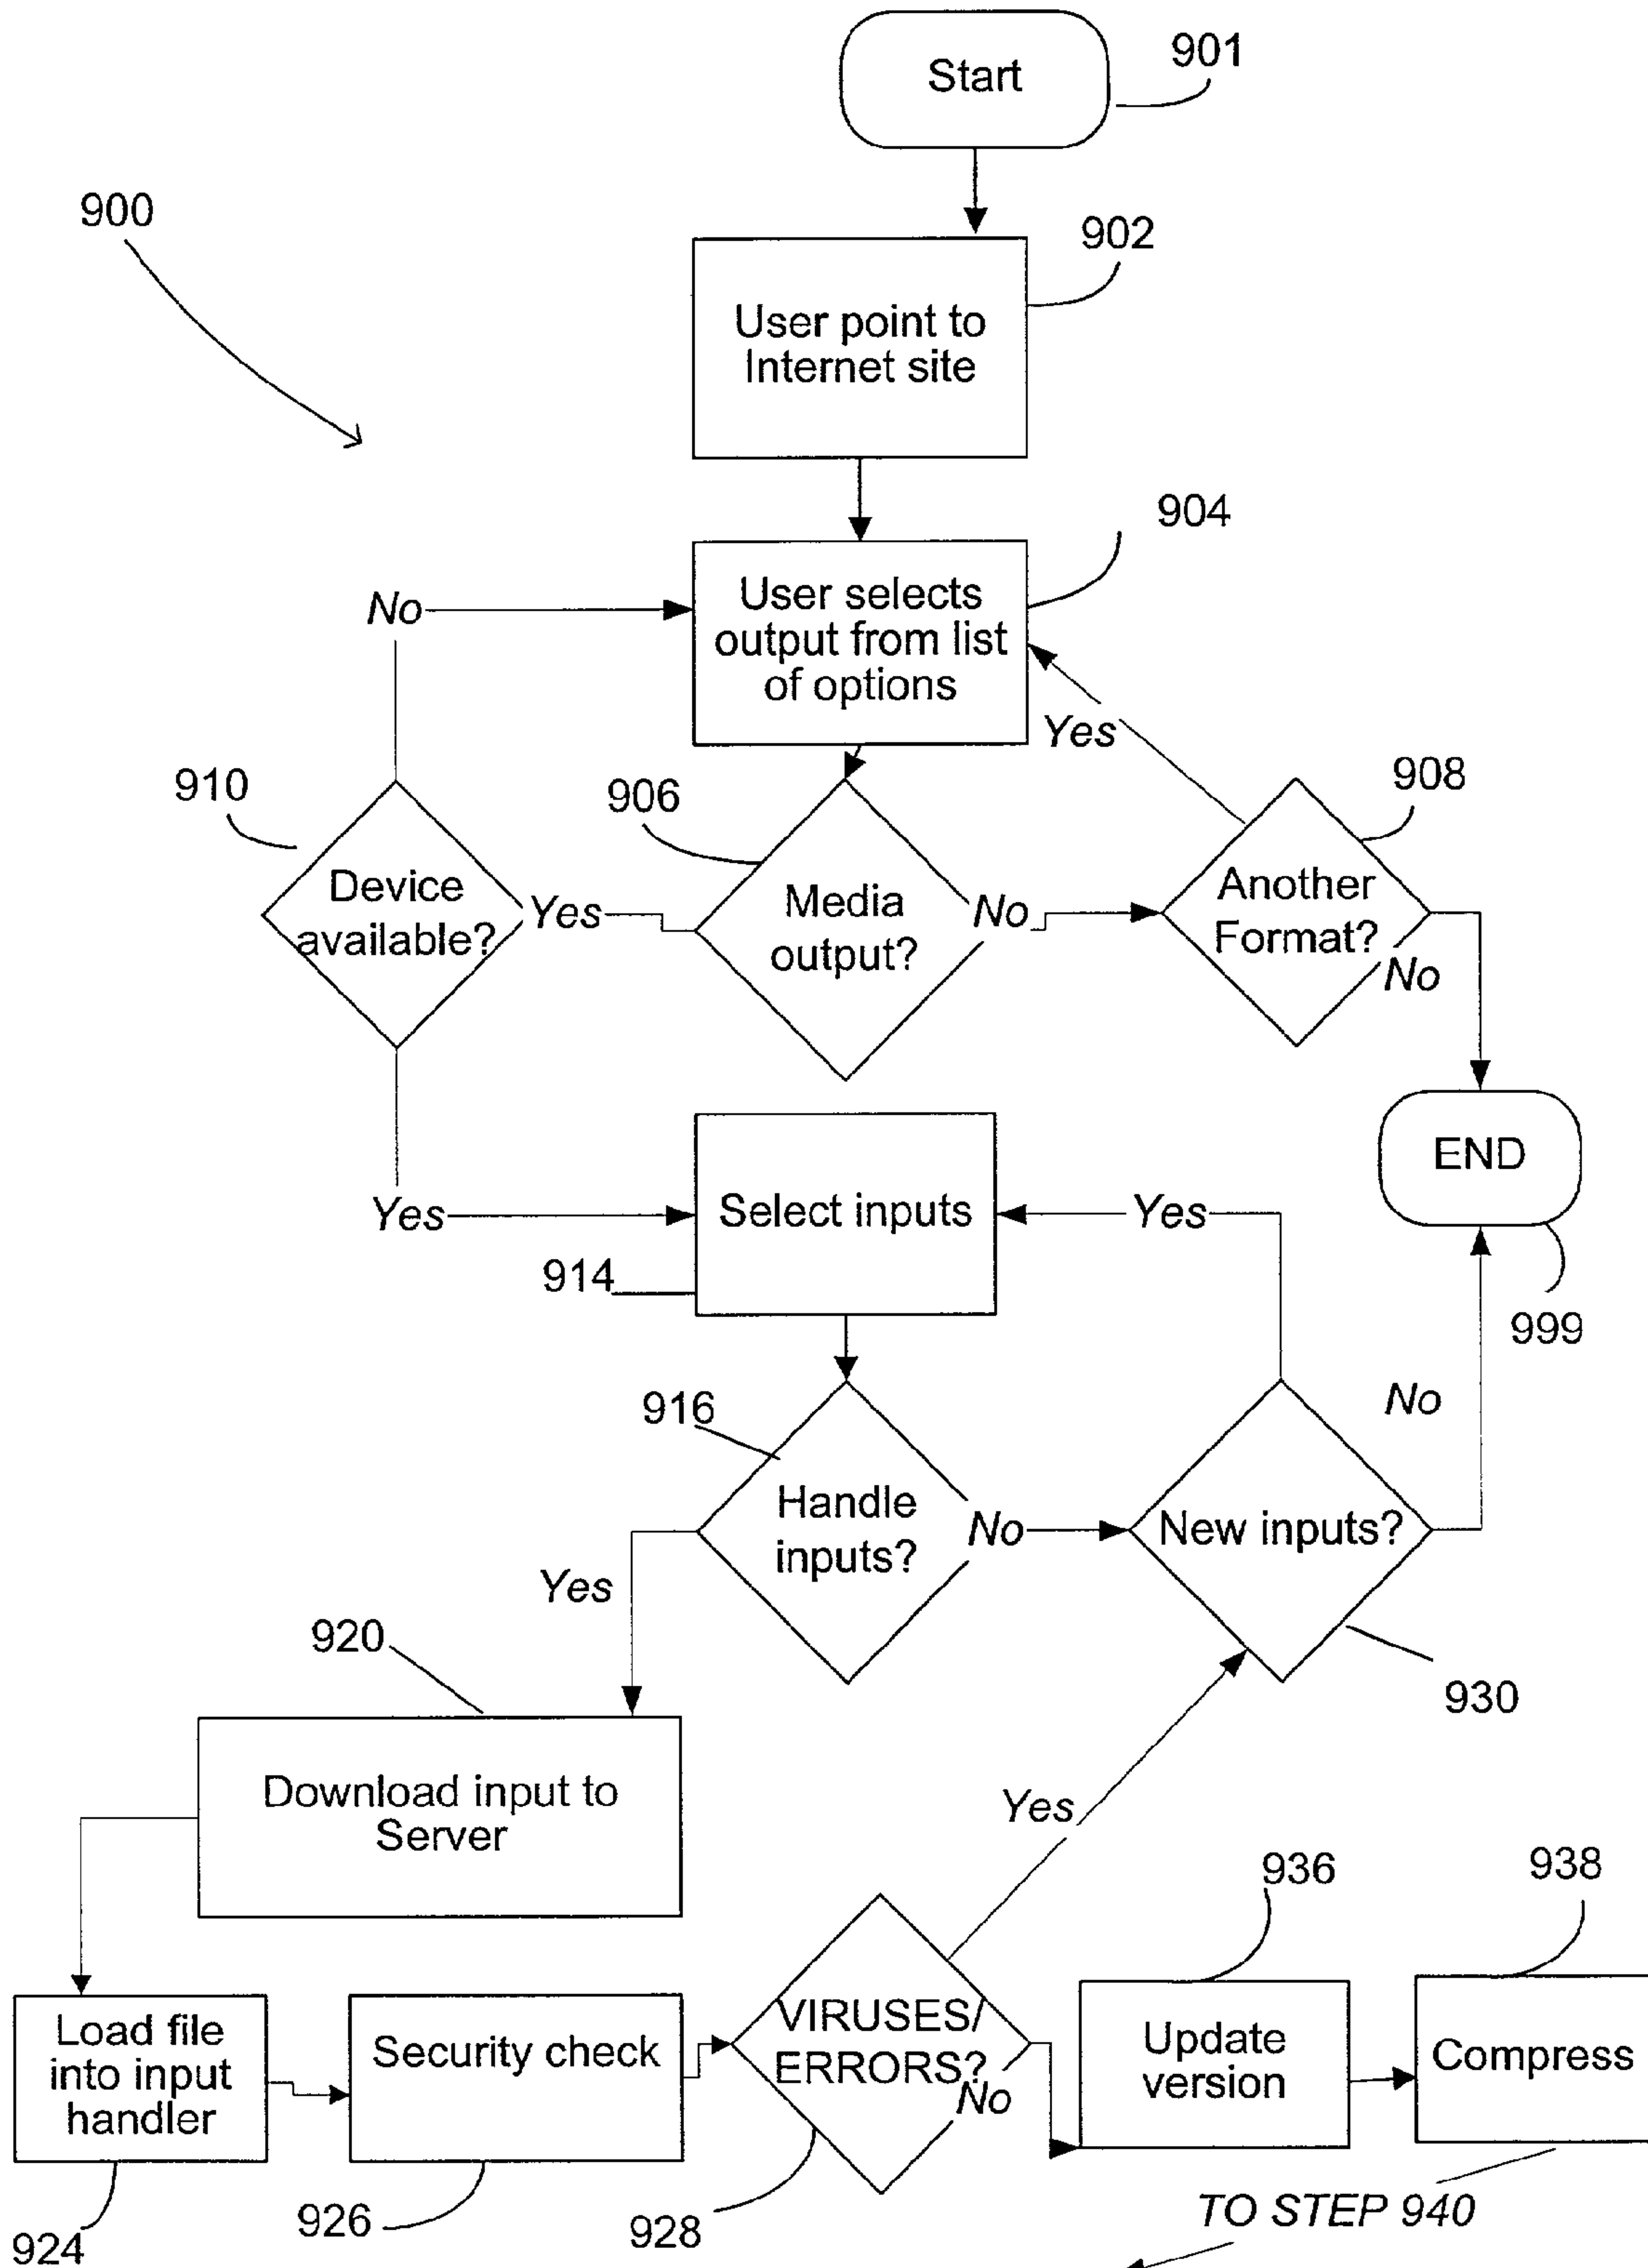 Start
901
900
902
User point to
Internet site
904
No
User selects
output from list
of options
Yes
910
906
908
Device
available?
Yes
Media
output?
No
Another
Format?
No
END
Yes
Select inputs
Yes
914
999
916
No
Handle
inputs?
No
New inputs?
Yes
920
930
Download input to
Server
Yes
936
938
Load file
into input
handler
Security check
VIRUSES/
ERRORS?
No
Update
version
Compress
924
926
928
TO STEP 940